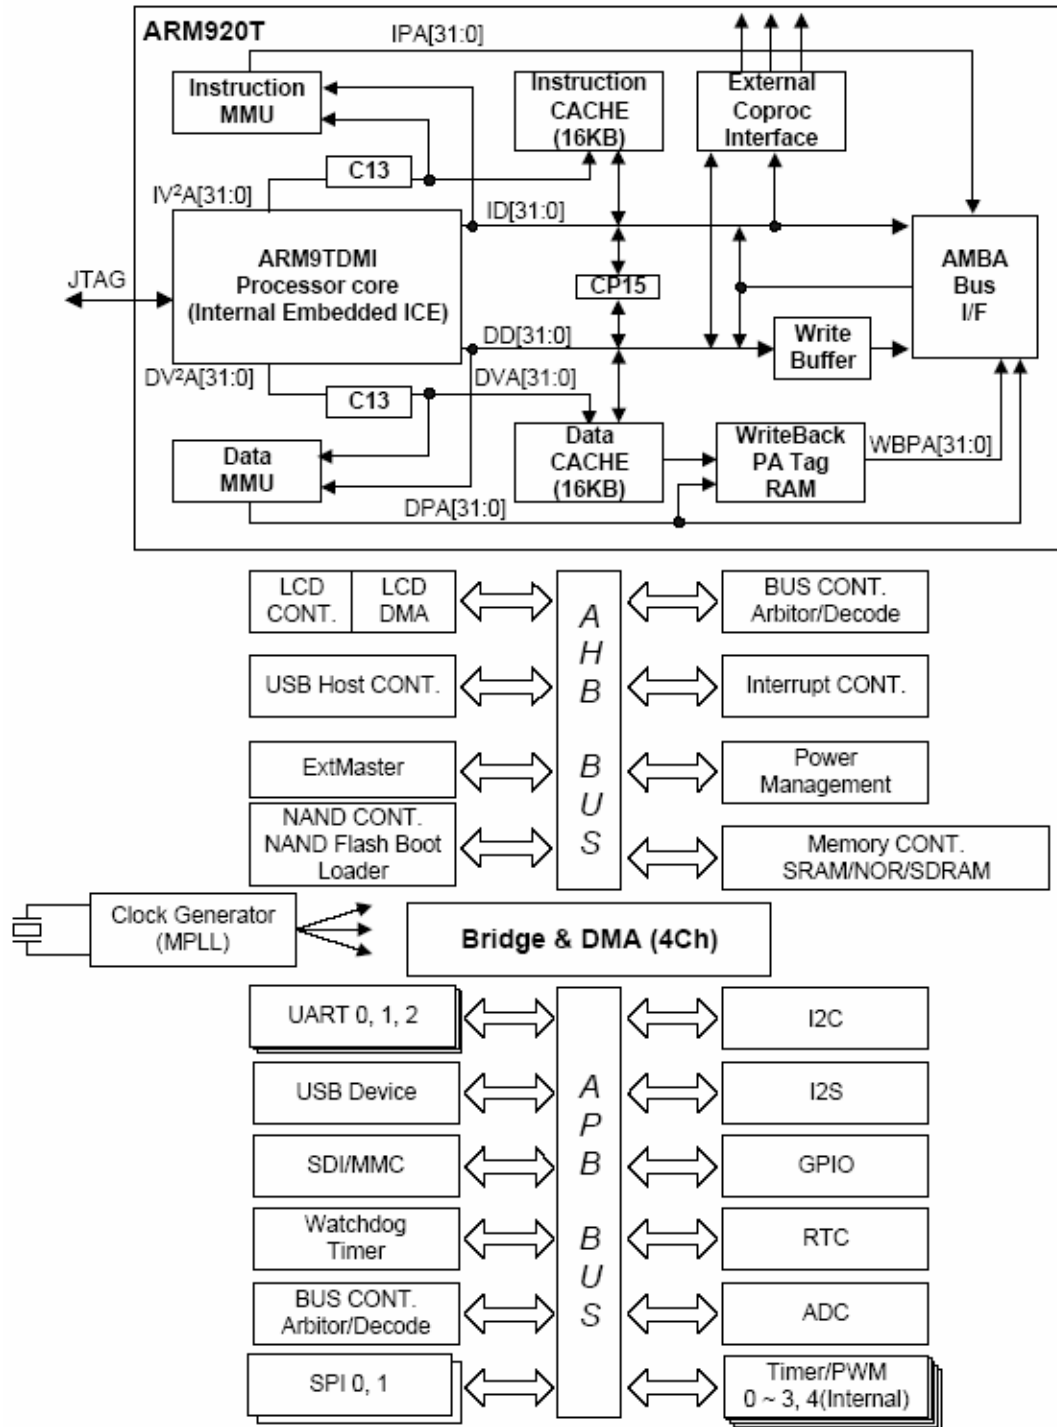 ARM920T
IPA[31:0]
Instruction
MMU
Instruction
CACHE
(16KB)
External
Coproc
Interface
C13
IV²A[31:0]
ID[31:0]
ARM9TDMI
Processor core
(Internal Embedded ICE)
JTAG
CP15
AMBA
Bus
I/F
DD[31:0]
Write
Buffer
DV²A[31:0]
DVA[31:0]
C13
Data
MMU
Data
CACHE
(16KB)
WriteBack
PA Tag
RAM
WBPA[31:0]
DPA[31:0]
LCD
CONT.
LCD
DMA
USB Host CONT.
ExtMaster
NAND CONT.
NAND Flash Boot
Loader
A
H
B
B
U
S
BUS CONT.
Arbitor/Decode
Interrupt CONT.
Power
Management
Memory CONT.
SRAM/NOR/SDRAM
Clock Generator
(MPLL)
Bridge & DMA (4Ch)
UART 0, 1, 2
USB Device
SDI/MMC
Watchdog
Timer
BUS CONT.
Arbitor/Decode
SPI 0, 1
A
P
B
B
U
S
I2C
I2S
GPIO
RTC
ADC
Timer/PWM
0 ~ 3, 4(Internal)